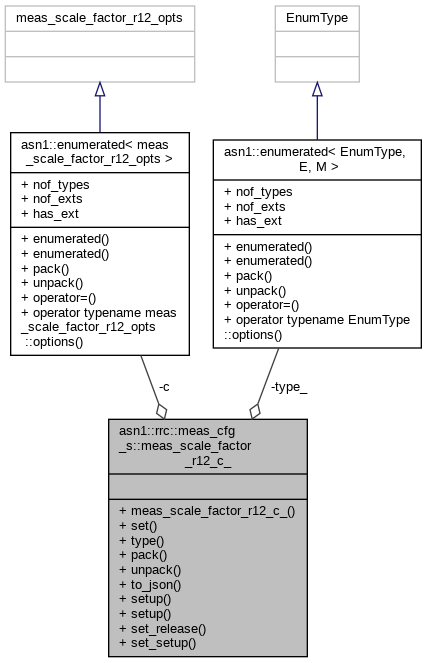 meas_scale_factor_r12_opts
EnumType
asn1::enumerated< meas
_scale_factor_r12_opts >
+ nof_types
+ nof_exts
+ has_ext
+ enumerated()
+ enumerated()
+ pack()
+ unpack()
+ operator=()
+ operator typename meas
_scale_factor_r12_opts
::options()
asn1::enumerated< EnumType,
E, M >
+ nof_types
+ nof_exts
+ has_ext
+ enumerated()
+ enumerated()
+ pack()
+ unpack()
+ operator=()
+ operator typename EnumType
::options()
-c
-type_
asn1::rrc::meas_cfg
_s::meas_scale_factor
_r12_c_
+ meas_scale_factor_r12_c_()
+ set()
+ type()
+ pack()
+ unpack()
+ to_json()
+ setup()
+ setup()
+ set_release()
+ set_setup()